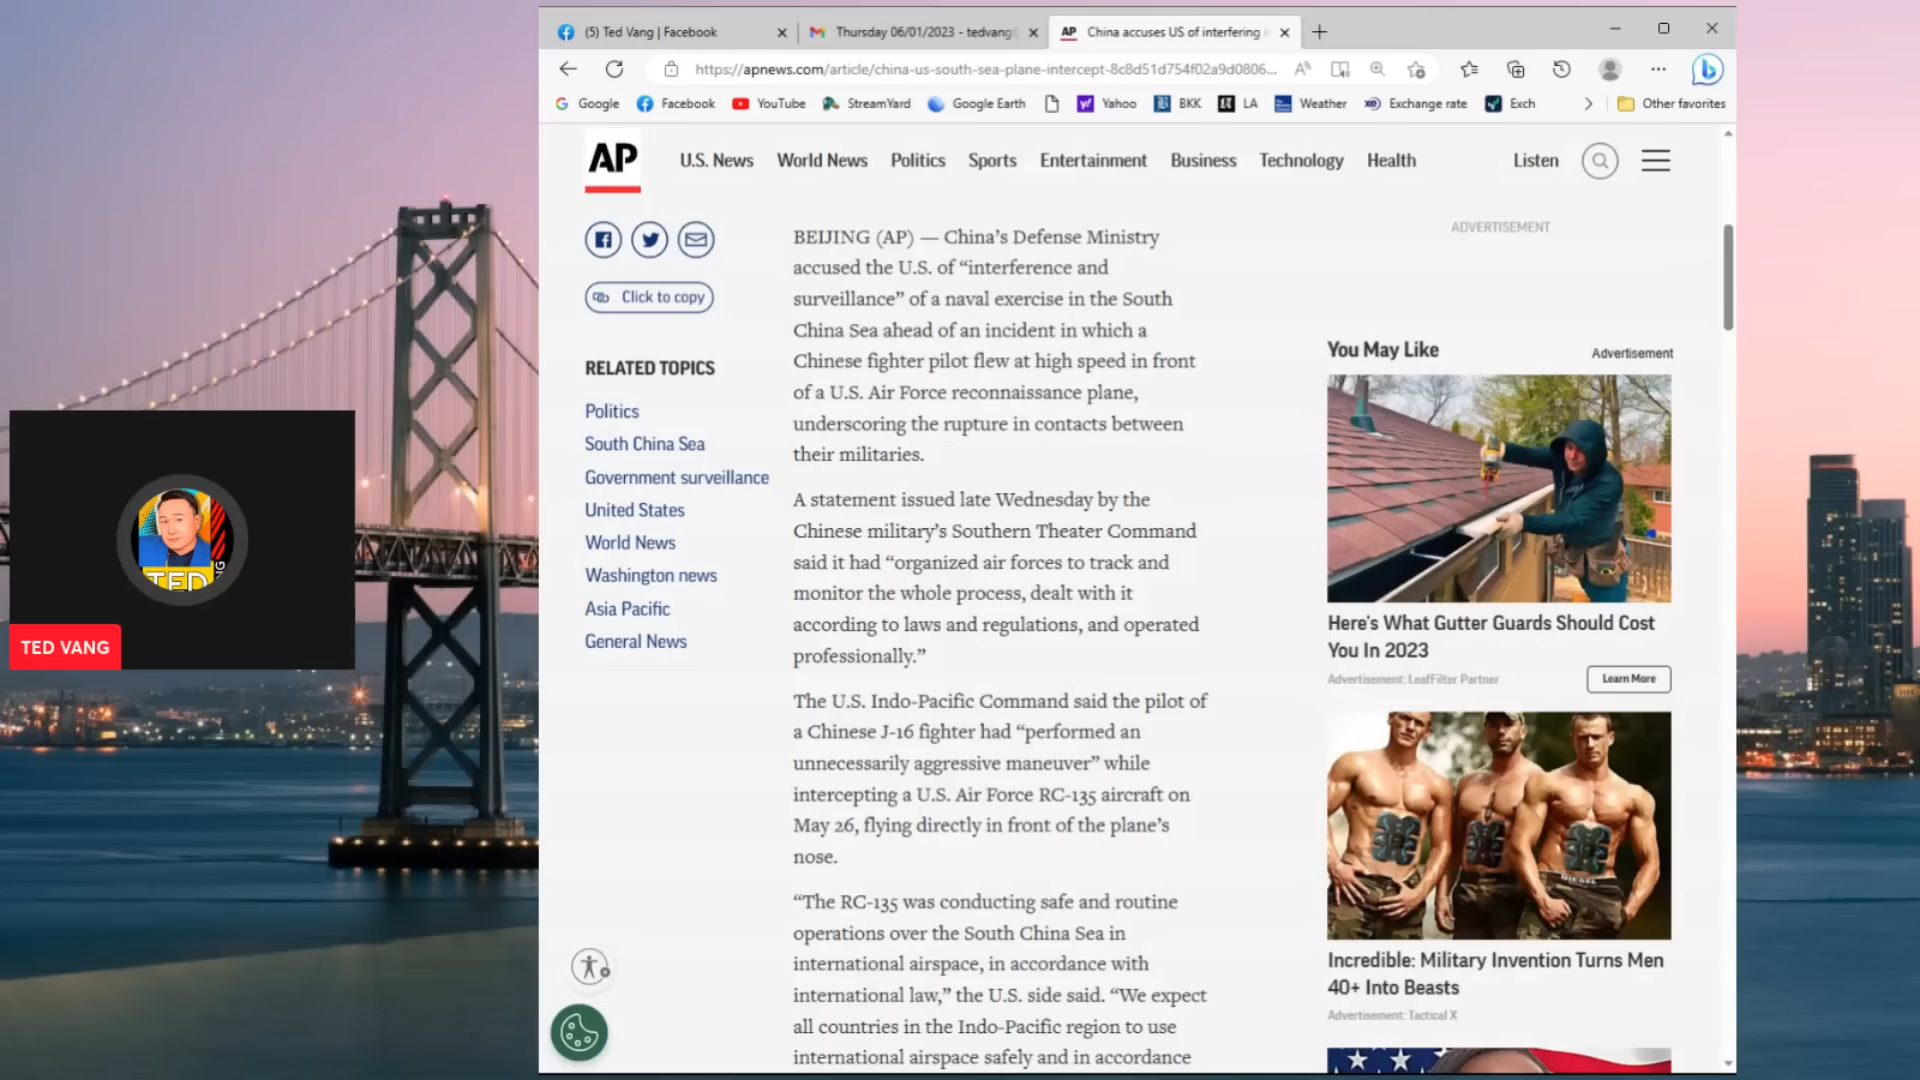 (5) Ted Vang | Facebook
Thursday 06/01/2023 - tedvang
AP China accuses US of interfering
https://apnews.com/article/china-us-south-sea-plane-intercept-8c8d51d754f02a9d0806...
Google
Facebook
YouTube
StreamYard
Google Earth
Yahoo
BKK
LA
Weather
Exchange rate
Exch
Other favorites
AP
U.S. News
World News
Politics
Sports
Entertainment
Business
Technology
Health
Listen
Click to copy
RELATED TOPICS
Politics
South China Sea
Government surveillance
United States
World News
Washington news
Asia Pacific
General News
BEIJING (AP) — China’s Defense Ministry
accused the U.S. of “interference and
surveillance” of a naval exercise in the South
China Sea ahead of an incident in which a
Chinese fighter pilot flew at high speed in front
of a U.S. Air Force reconnaissance plane,
underscoring the rupture in contacts between
their militaries.
A statement issued late Wednesday by the
Chinese military’s Southern Theater Command
said it had “organized air forces to track and
monitor the whole process, dealt with it
according to laws and regulations, and operated
professionally.”
The U.S. Indo-Pacific Command said the pilot of
a Chinese J-16 fighter had “performed an
unnecessarily aggressive maneuver” while
intercepting a U.S. Air Force RC-135 aircraft on
May 26, flying directly in front of the plane’s
nose.
“The RC-135 was conducting safe and routine
operations over the South China Sea in
international airspace, in accordance with
international law,” the U.S. side said. “We expect
all countries in the Indo-Pacific region to use
international airspace safely and in accordance
ADVERTISEMENT
You May Like
Advertisement
Here's What Gutter Guards Should Cost
You In 2023
Advertisement: LeafFilter Partner
Learn More
DIESEL
Incredible: Military Invention Turns Men
40+ Into Beasts
Advertisement: Tactical X
TED
TED VANG